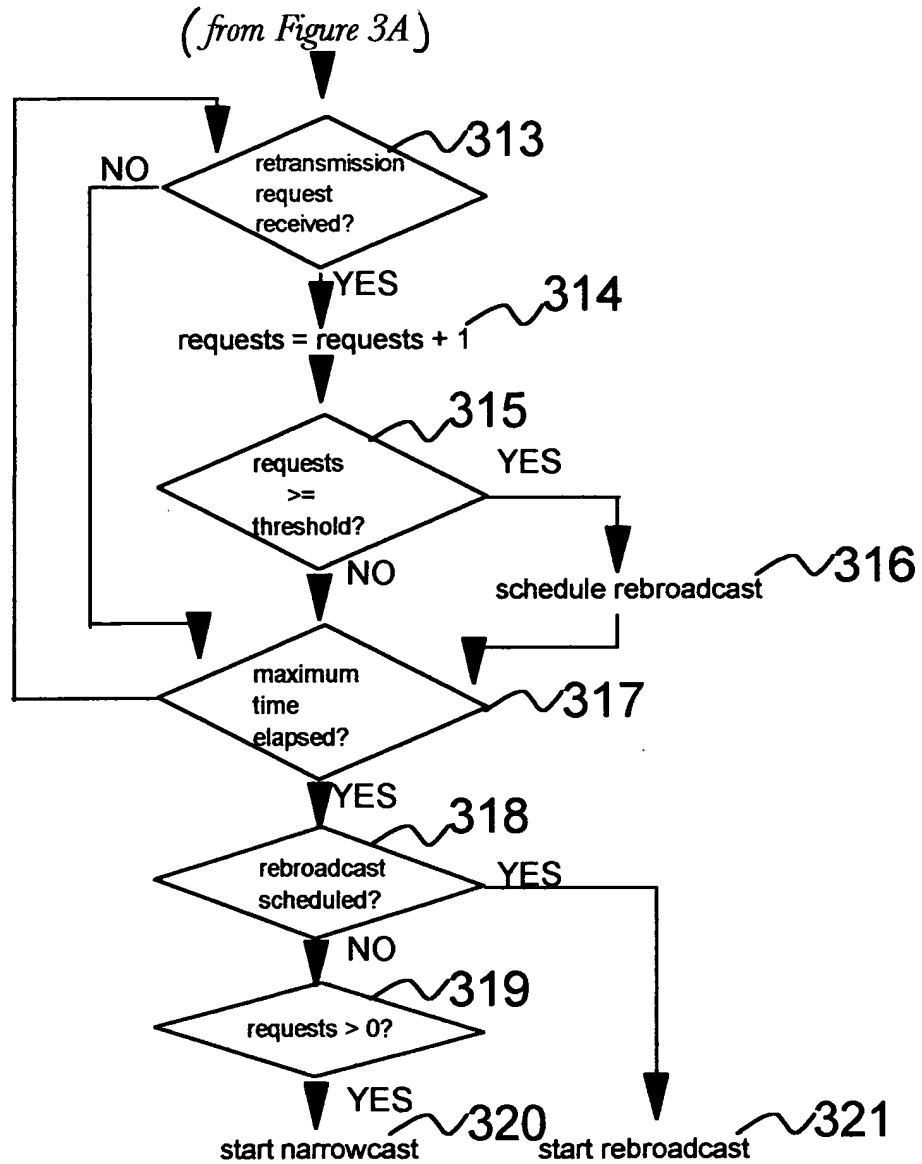 (from Figure 3A)
313
NO
retransmission
request
received?
YES
314
requests = requests + 1
315
requests
>=
threshold?
YES
NO
316
schedule rebroadcast
maximum
time
elapsed?
317
YES
318
rebroadcast
scheduled?
YES
NO
319
requests > 0?
YES
320
start narrowcast
321
start rebroadcast